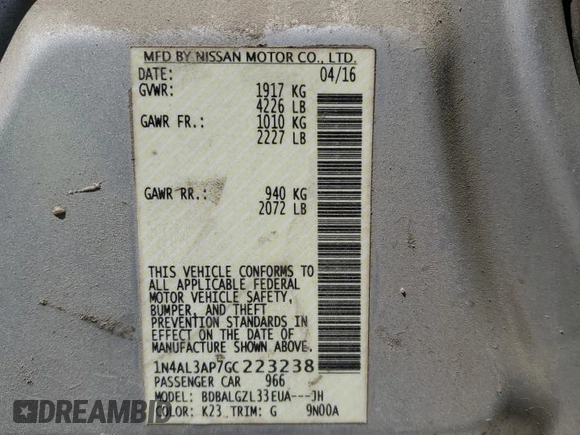 MFD BY NISSAN MOTOR CO., LTD.
DATE: 04/16
GVWR: 1917 KG
4226 LB
GAWR FR.: 1010 KG
2227 LB
GAWR RR.: 940 KG
2072 LB
THIS VEHICLE CONFORMS TO
ALL APPLICABLE FEDERAL
MOTOR VEHICLE SAFETY,
BUMPER, AND THEFT
PREVENTION STANDARDS IN
EFFECT ON THE DATE OF
MANUFACTURE SHOWN ABOVE.
1N4AL3AP7GC223238
PASSENGER CAR 966
MODEL: BDBALGZL33EUA---JH
COLOR: K23 TRIM: G 9N00A
DREAMBID.com